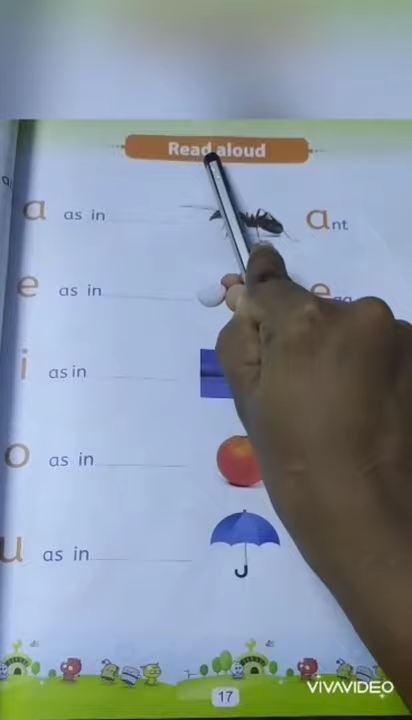 Read aloud
a as in ant
e as in
i as in
o as in
u as in
17
VIVAVIDEO